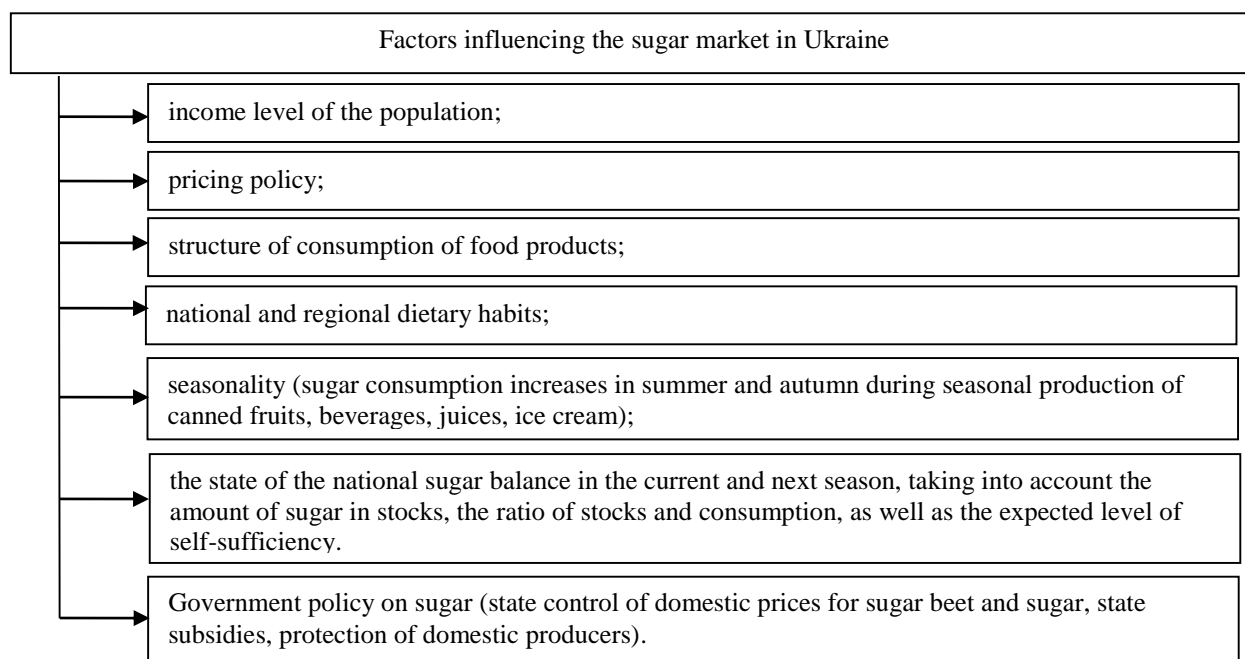 Factors influencing the sugar market in Ukraine
income level of the population;
pricing policy;
structure of consumption of food products;
national and regional dietary habits;
seasonality (sugar consumption increases in summer and autumn during seasonal production of
canned fruits, beverages, juices, ice cream);
the state of the national sugar balance in the current and next season, taking into account the
amount of sugar in stocks, the ratio of stocks and consumption, as well as the expected level of
self-sufficiency.
Government policy on sugar (state control of domestic prices for sugar beet and sugar, state
subsidies, protection of domestic producers).